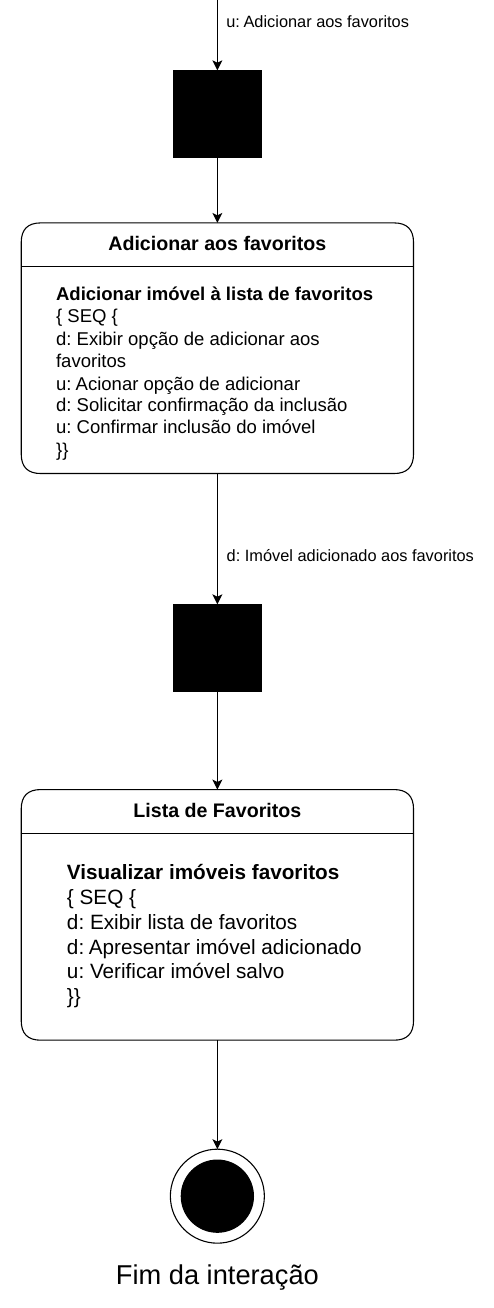 u: Adicionar aos favoritos
Adicionar aos favoritos
Adicionar imóvel à lista de favoritos
{ SEQ {
d: Exibir opção de adicionar aos
favoritos
u: Acionar opção de adicionar
d: Solicitar confirmação da inclusão
u: Confirmar inclusão do imóvel
}}
d: Imóvel adicionado aos favoritos
Lista de Favoritos
Visualizar imóveis favoritos
{ SEQ {
d: Exibir lista de favoritos
d: Apresentar imóvel adicionado
u: Verificar imóvel salvo
}}
Fim da interação